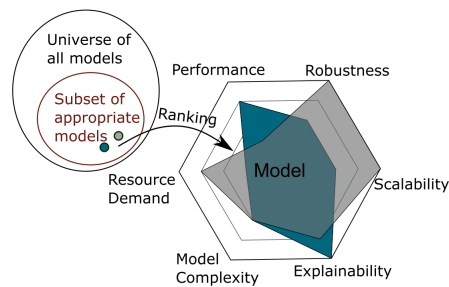 Universe of
all models
Subset of
appropriate
models
Ranking
Performance
Robustness
Resource
Demand
Model
Scalability
Model
Complexity
Explainability